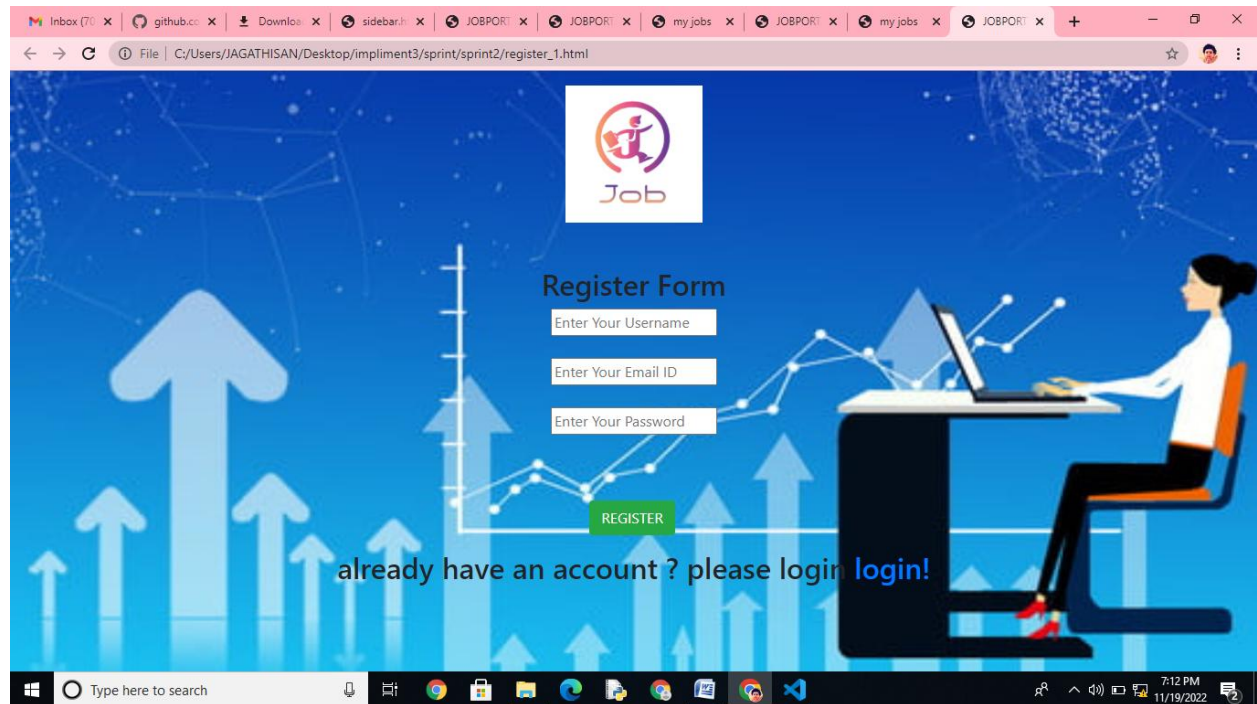 Inbox (70
github.co
Downloa
sidebar.h
JOBPORT
JOBPORT
my jobs
JOBPORT
my jobs
JOBPORT
File | C:/Users/JAGATHISAN/Desktop/impliment3/sprint/sprint2/register_1.html
Job
Register Form
Enter Your Username
Enter Your Email ID
Enter Your Password
REGISTER
already have an account ? please login login!
Type here to search
7:12 PM
11/19/2022
2